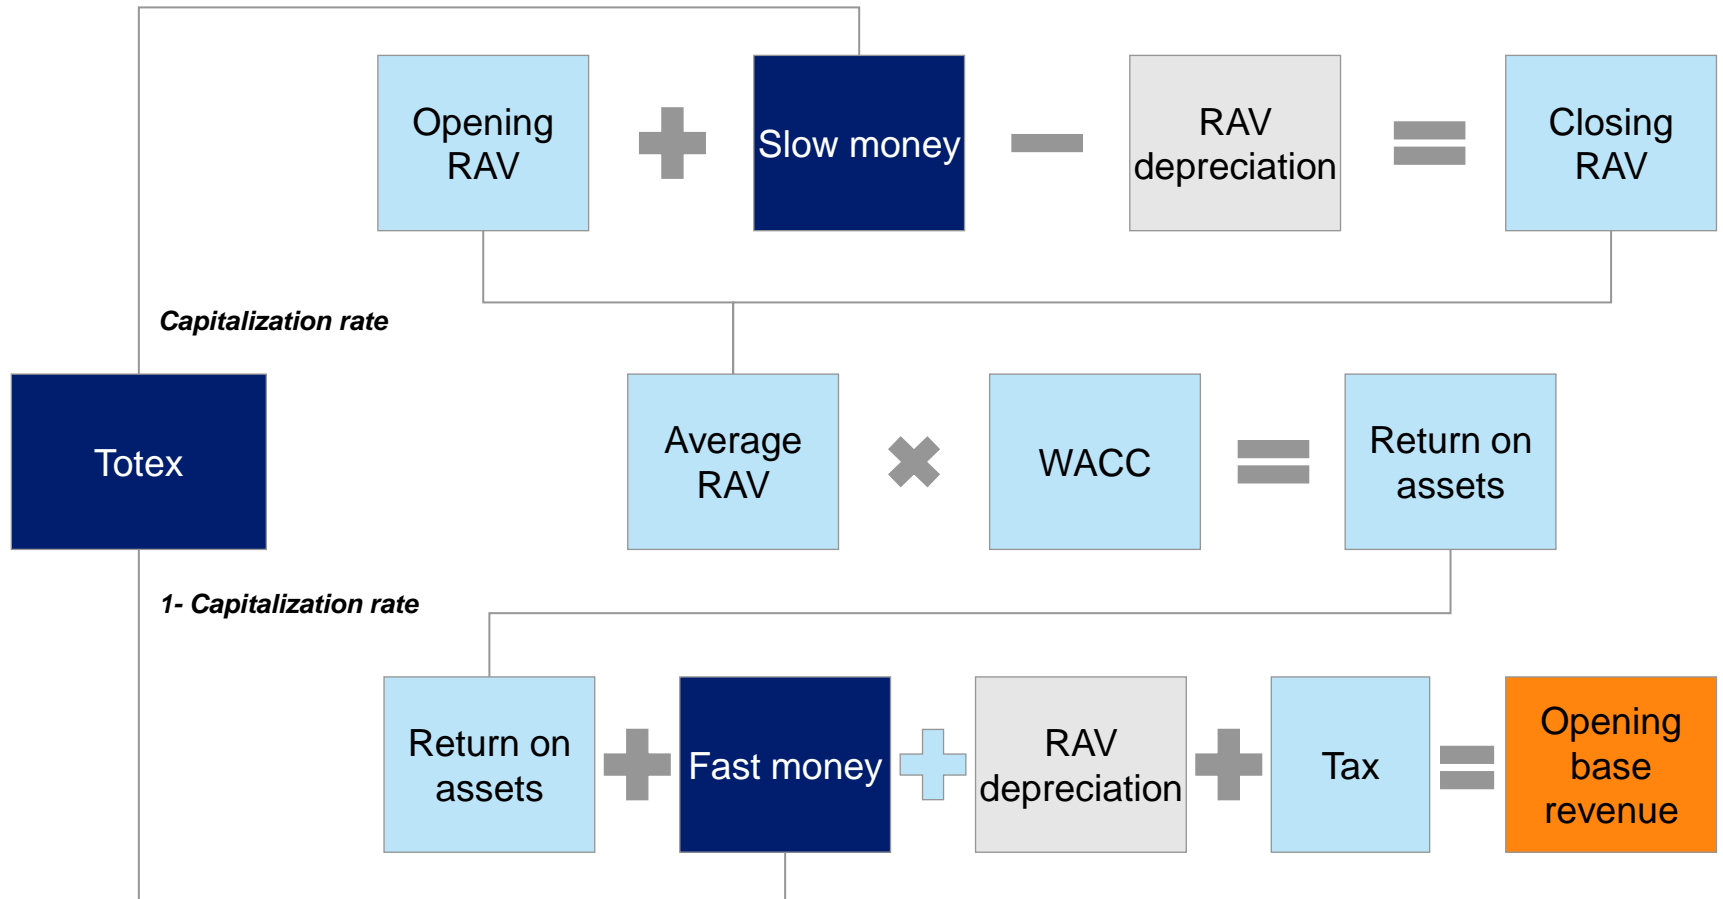 Opening
RAV
Slow money
RAV
depreciation
Closing
RAV
Capitalization rate
Totex
Average
RAV
WACC
Return on
assets
1- Capitalization rate
Return on
assets
Fast money
RAV
depreciation
Tax
Opening
base
revenue